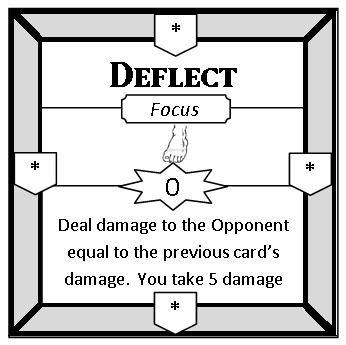 *
DEFLECT
Focus
* *
0
Deal damage to the Opponent
equal to the previous card's
damage. You take 5 damage
*